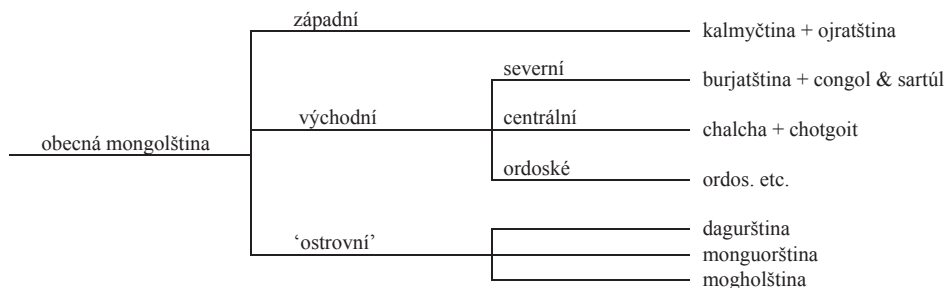 západní
kalmyčtina + ojratština
severní
burjatština + congol & sartúl
východní
centrální
chalcha + chotgoit
obecná mongolština
ordoské
ordos. etc.
dagurština
‘ostrovní’
monguorština
mogholština